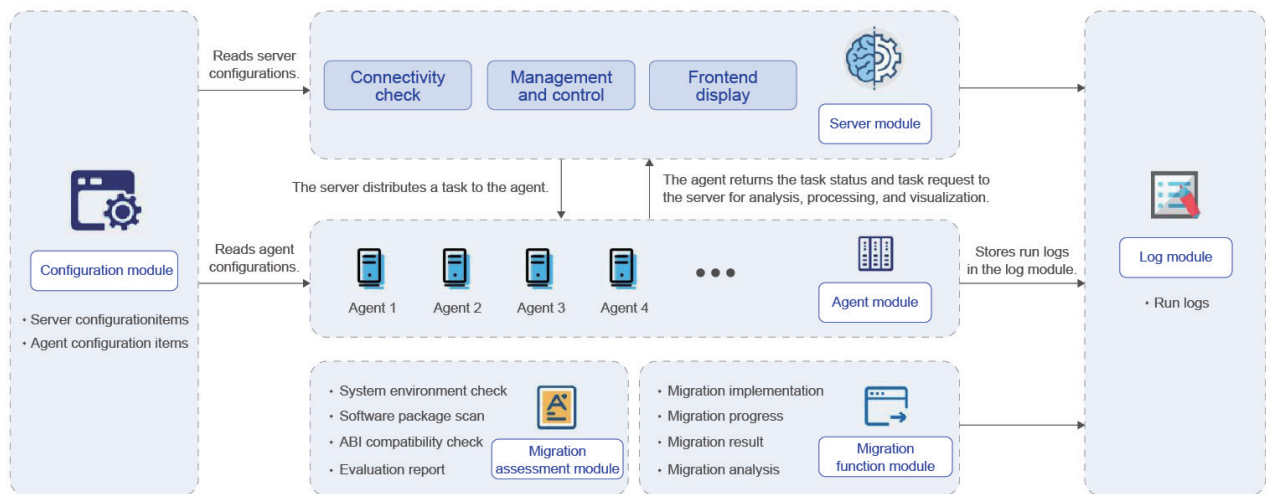 Configuration module
· Server configurationitems
· Agent configuration items
Reads server
configurations.
Connectivity
check
Management
and control
Frontend
display
Server module
The server distributes a task to the agent.
The agent returns the task status and task request to
the server for analysis, processing, and visualization.
Reads agent
configurations.
Agent 1
Agent 2
Agent 3
Agent 4
Agent module
Stores run logs
in the log module.
Log module
· Run logs
· System environment check
· Software package scan
· ABI compatibility check
· Evaluation report
Migration
assessment module
· Migration implementation
· Migration progress
· Migration result
· Migration analysis
Migration
function module